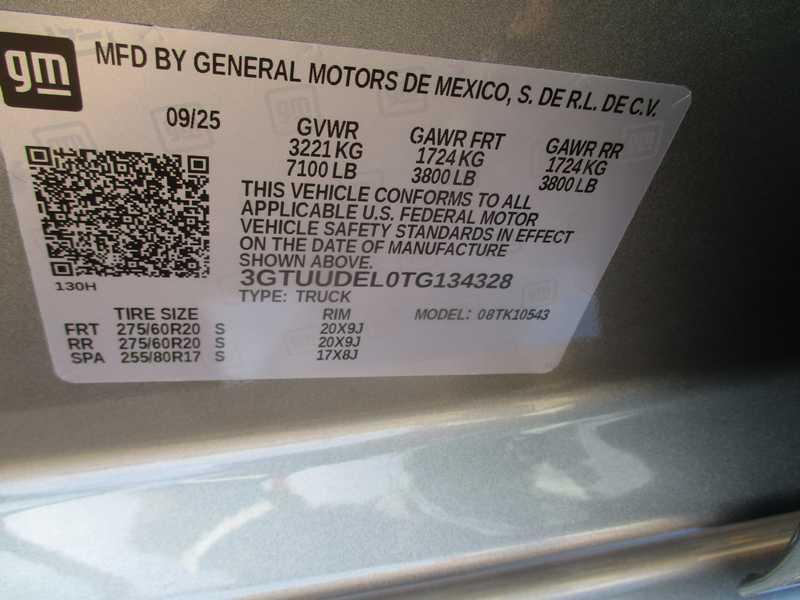 gm
MFD BY GENERAL MOTORS DE MEXICO, S. DE R.L. DE C.V.
09/25 GVWR GAWR FRT GAWR RR
3221 KG 1724 KG 1724 KG
7100 LB 3800 LB 3800 LB
THIS VEHICLE CONFORMS TO ALL
APPLICABLE U.S. FEDERAL MOTOR
VEHICLE SAFETY STANDARDS IN EFFECT
ON THE DATE OF MANUFACTURE
SHOWN ABOVE.
130H
3GTUUDEL0TG134328
TYPE: TRUCK
TIRE SIZE RIM MODEL: 08TK10543
FRT 275/60R20 S 20X9J
RR 275/60R20 S 20X9J
SPA 255/80R17 S 17X8J